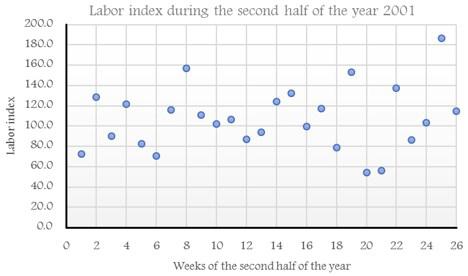 Labor index during the second half of the year 2001
200.0
180.0
160.0
140.0
120.0
100.0
80.0
60.0
40.0
20.0
0.0
Labor index
0 2 4 6 8 10 12 14 16 18 20 22 24 26
Weeks of the second half of the year